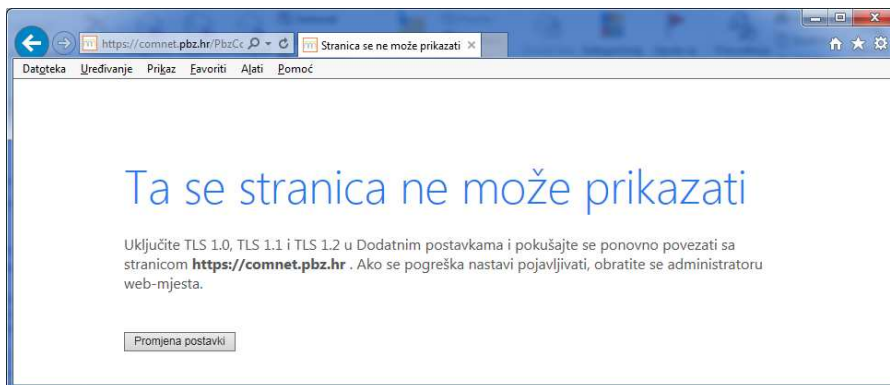 https://comnet.pbz.hr/PbzCc
Stranica se ne može prikazati
Datoteka Uređivanje Prikaz Favoriti Alati Pomoć
Ta se stranica ne može prikazati
Uključite TLS 1.0, TLS 1.1 i TLS 1.2 u Dodatnim postavkama i pokušajte se ponovno povezati sa
stranicom https://comnet.pbz.hr . Ako se pogreška nastavi pojavljivati, obratite se administratoru
web-mjesta.
Promjena postavki